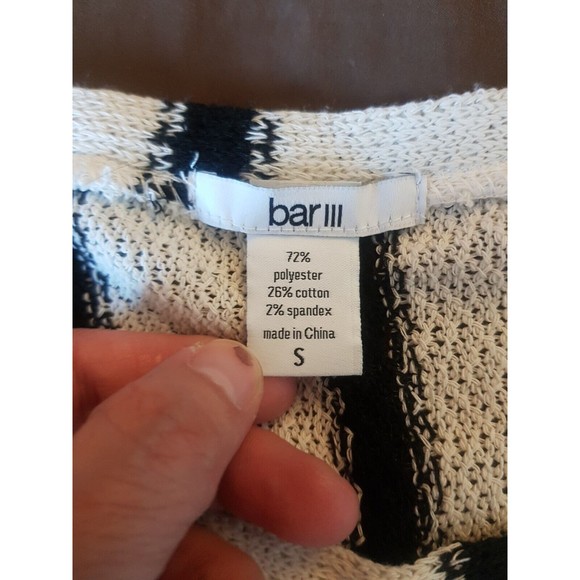 bar III
72%
polyester
26% cotton
2% spandex
made in China
S